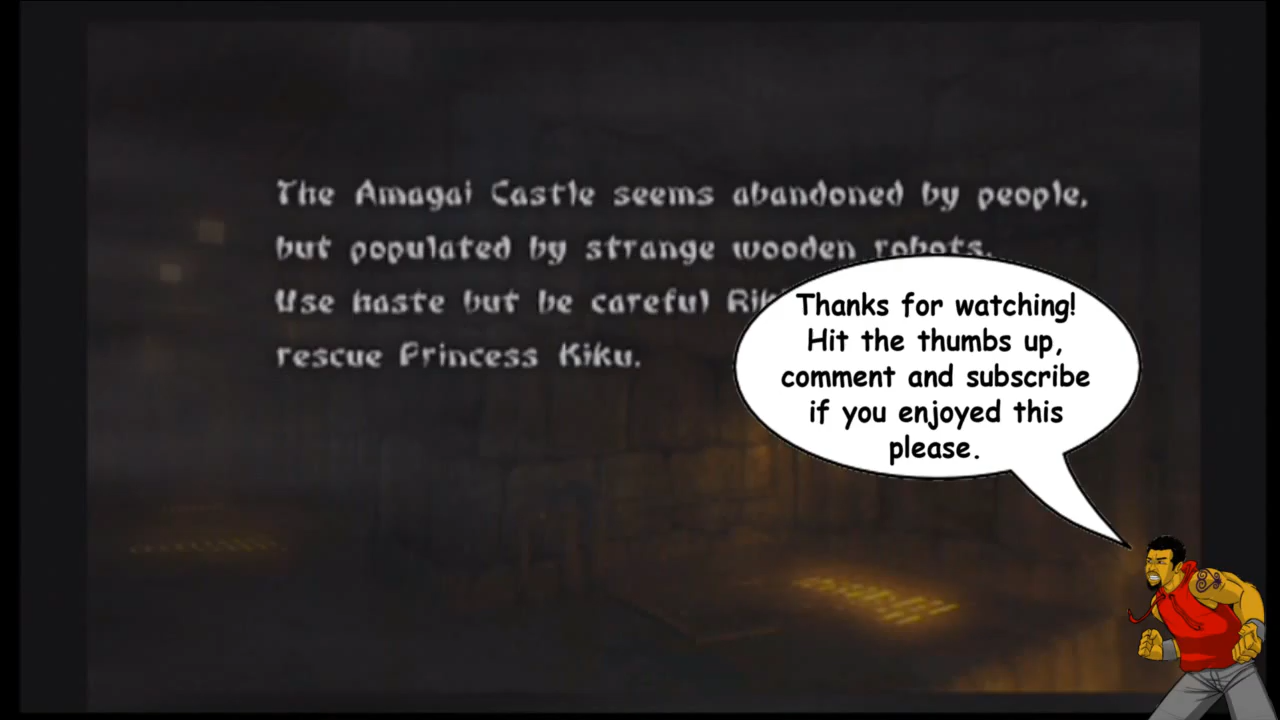 The Amagai Castle seems abandoned by people,
but populated by strange wooden robots.
Use haste but be careful
rescue Princess Kiku.
Thanks for watching!
Hit the thumbs up,
comment and subscribe
if you enjoyed this
please.